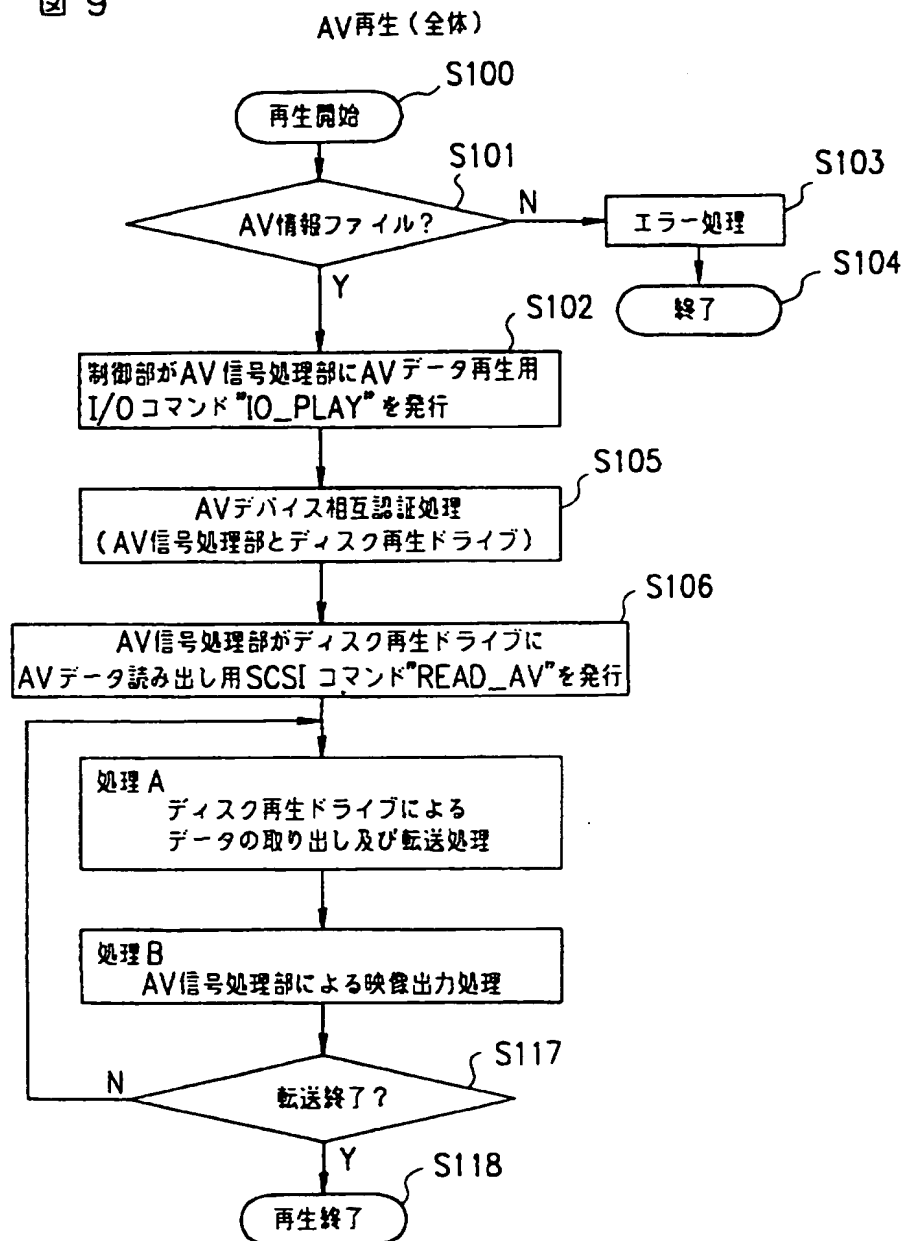 図 9
AV再生(全体)
S100
再生開始
S101
AV情報ファイル?
N
S103
エラー処理
S104
終了
Y
S102
制御部がAV信号処理部にAVデータ再生用
I/Oコマンド"IO_PLAY"を発行
S105
AVデバイス相互認証処理
(AV信号処理部とディスク再生ドライブ)
S106
AV信号処理部がディスク再生ドライブに
AVデータ読み出し用SCSIコマンド"READ_AV"を発行
処理A
ディスク再生ドライブによる
データの取り出し及び転送処理
処理B
AV信号処理部による映像出力処理
S117
転送終了?
N
Y
S118
再生終了